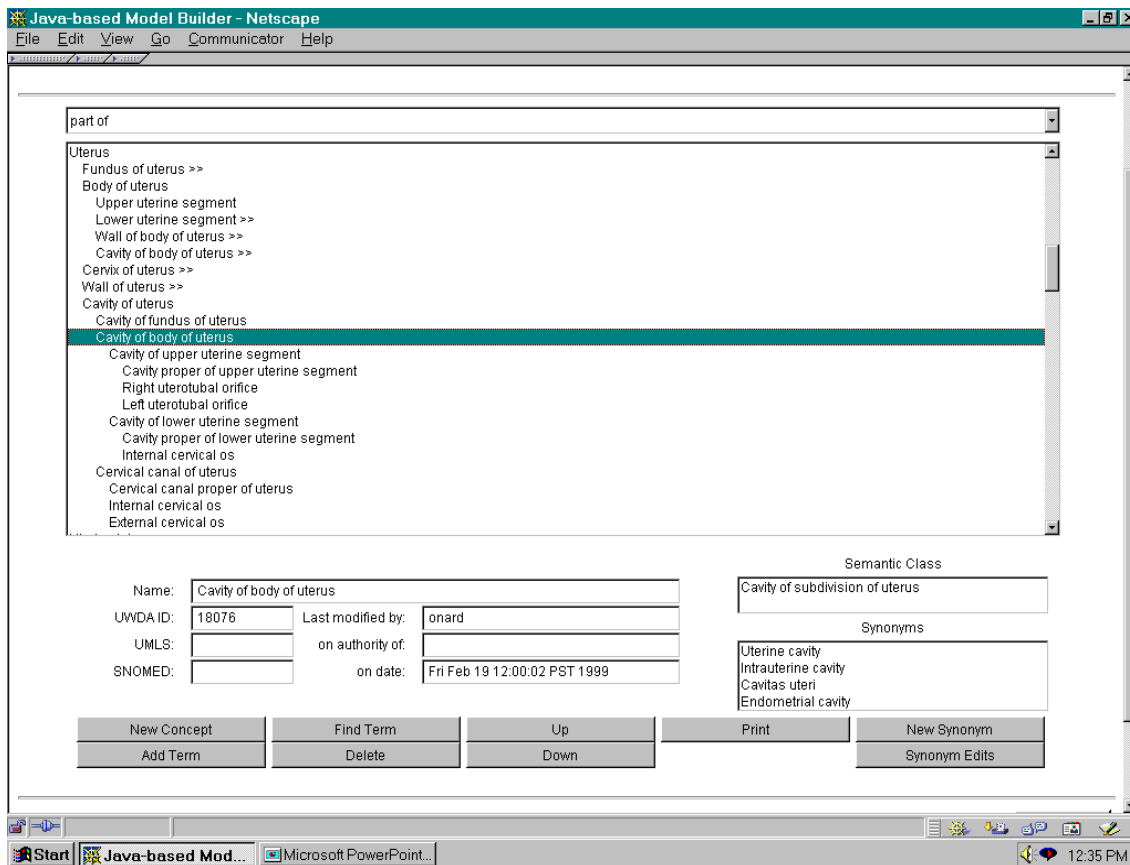 Java-based Model Builder - Netscape
File Edit View Go Communicator Help
part of
Uterus
Fundus of uterus >>
Body of uterus
Upper uterine segment
Lower uterine segment >>
Wall of body of uterus >>
Cavity of body of uterus >>
Cervix of uterus >>
Wall of uterus >>
Cavity of uterus
Cavity of fundus of uterus
Cavity of body of uterus
Cavity of upper uterine segment
Cavity proper of upper uterine segment
Right uterotubal orifice
Left uterotubal orifice
Cavity of lower uterine segment
Cavity proper of lower uterine segment
Internal cervical os
Cervical canal of uterus
Cervical canal proper of uterus
Internal cervical os
External cervical os
Semantic Class
Name: Cavity of body of uterus
Cavity of subdivision of uterus
UWDA ID: 18076 Last modified by: onard
Synonyms
UMLS: on authority of:
SNOMED: on date: Fri Feb 19 12:00:02 PST 1999
Uterine cavity
Intrauterine cavity
Cavitas uteri
Endometrial cavity
New Concept Find Term Up Print New Synonym
Add Term Delete Down Synonym Edits
Start Java-based Mod... Microsoft PowerPoint... 12:35 PM